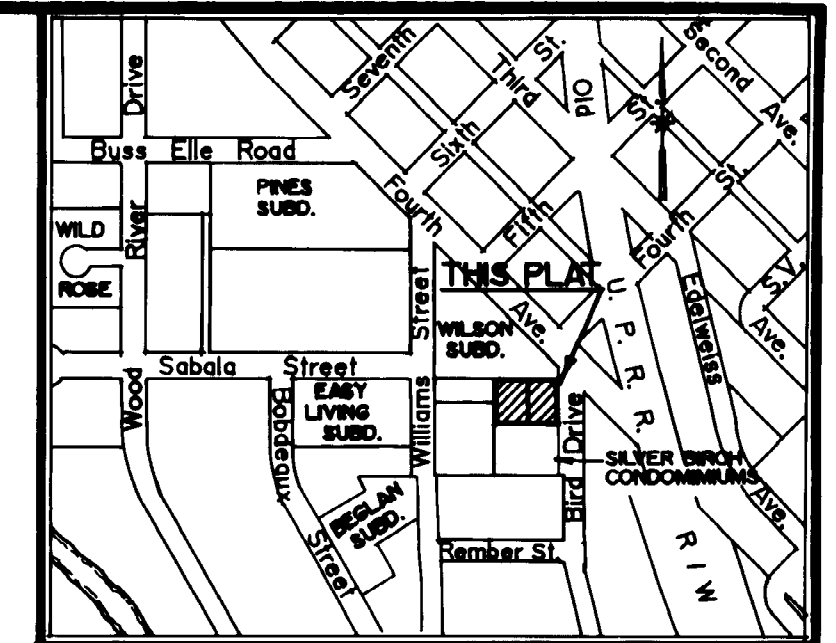 Drive
Buss Elle Road
PINES
SUBD.
WILD
ROSE
River
Wood
Seventh
Third St.
Sixth
Fourth
Ave.
Fifth
St.
Old
Second
Ave.
Fourth
St.
S.V.
Ave.
Edelweiss
Ave.
THIS PLAT
Street
Williams
WILSON
SUBD.
U. P. R. R.
R/W
Sabala Street
EASY
LIVING
SUBD.
Bobdeaux
Street
BEGLAN
SUBD.
Bird Drive
SILVER BIRCH
CONDOMIMIUMS
Rember St.